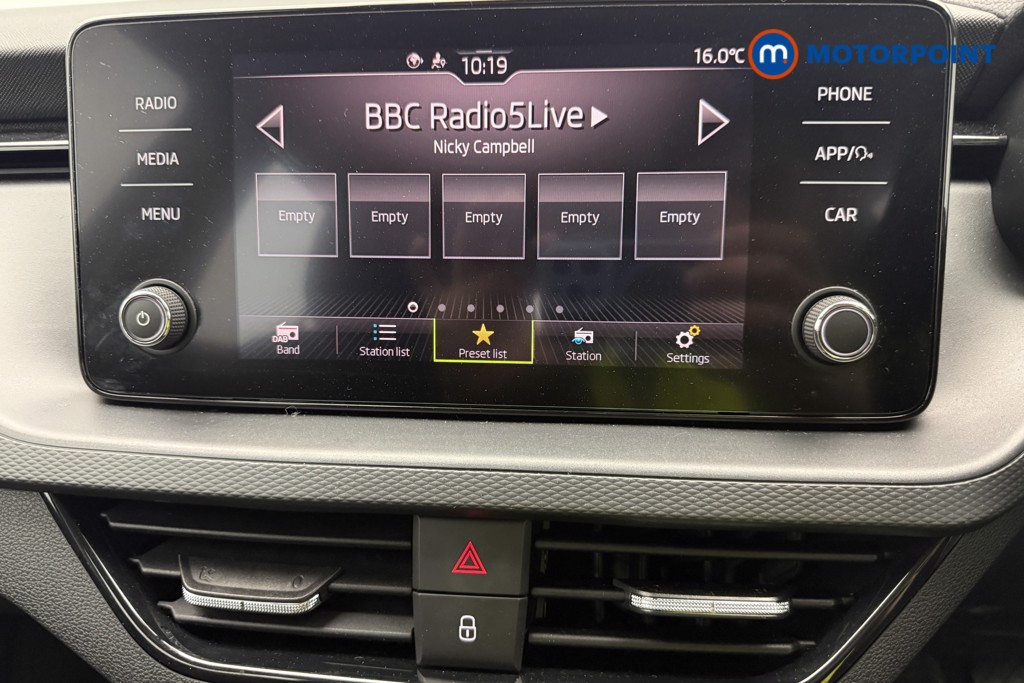 10:19
16.0°C
m MOTORPOINT
RADIO
MEDIA
MENU
BBC Radio5Live
Nicky Campbell
Empty Empty Empty Empty Empty
DAB
Band
Station list
Preset list
Station
Settings
PHONE
APP/
CAR